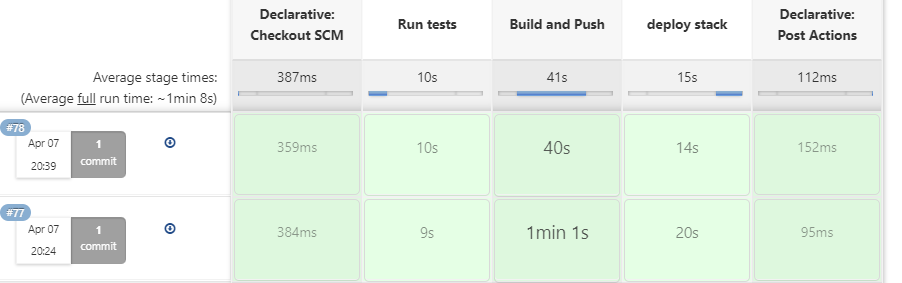 Declarative:
Checkout SCM
Run tests
Build and Push
deploy stack
Declarative:
Post Actions
Average stage times:
(Average full run time: ~1min 8s)
387ms
10s
41s
15s
112ms
#78
Apr 07
20:39
1
commit
359ms
10s
40s
14s
152ms
#77
Apr 07
20:24
1
commit
384ms
9s
1min 1s
20s
95ms